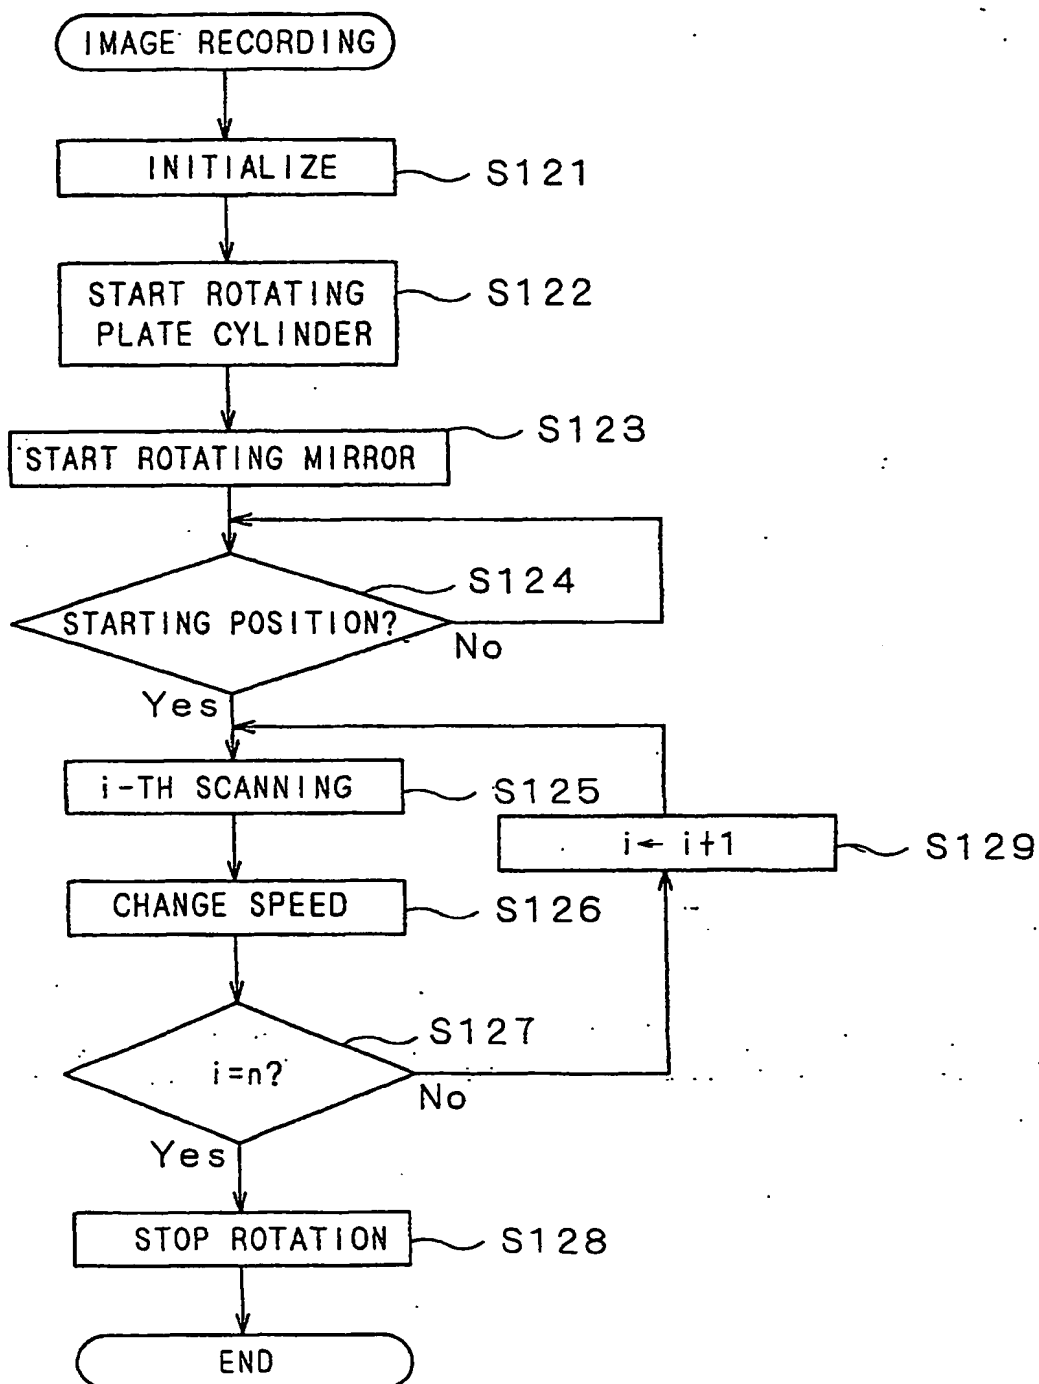 IMAGE RECORDING
INITIALIZE
S121
START ROTATING
PLATE CYLINDER
S122
START ROTATING MIRROR
S123
STARTING POSITION?
S124
No
Yes
i-TH SCANNING
S125
i← i+1
S129
CHANGE SPEED
S126
i=n?
S127
No
Yes
STOP ROTATION
S128
END